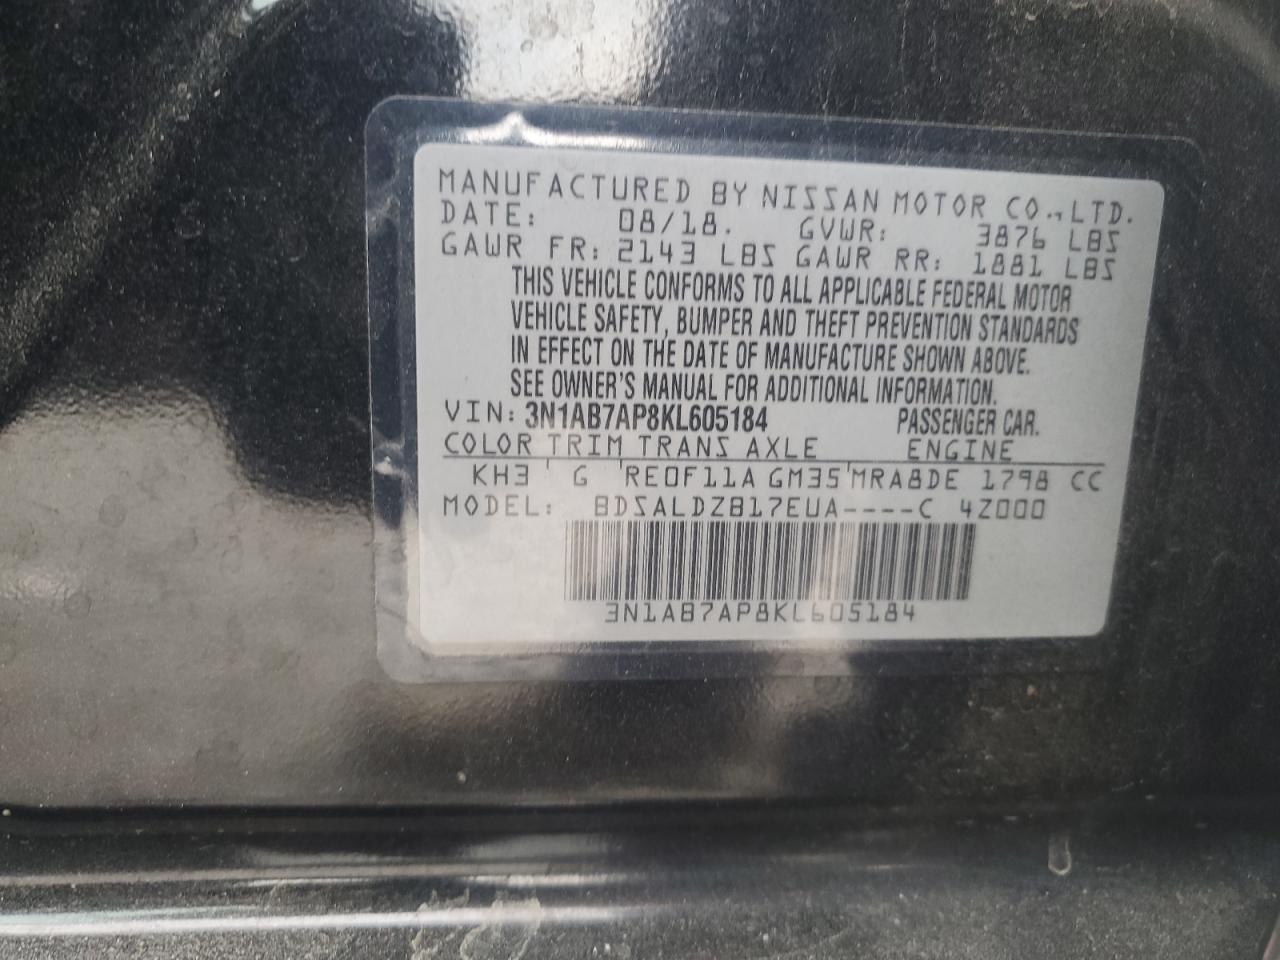 MANUFACTURED BY NISSAN MOTOR CO., LTD.
DATE: 08/18. GVWR: 3876 LBS
GAWR FR: 2143 LBS GAWR RR: 1881 LBS
THIS VEHICLE CONFORMS TO ALL APPLICABLE FEDERAL MOTOR
VEHICLE SAFETY, BUMPER AND THEFT PREVENTION STANDARDS
IN EFFECT ON THE DATE OF MANUFACTURE SHOWN ABOVE.
SEE OWNER'S MANUAL FOR ADDITIONAL INFORMATION.
VIN: 3N1AB7AP8KL605184 PASSENGER CAR.
COLOR TRIM TRANS AXLE ENGINE
KH3 G RE0F11A GM35 MRA8DE 1798 CC
MODEL: BDSALDZB17EUA----C 4Z000
3N1AB7AP8KL605184